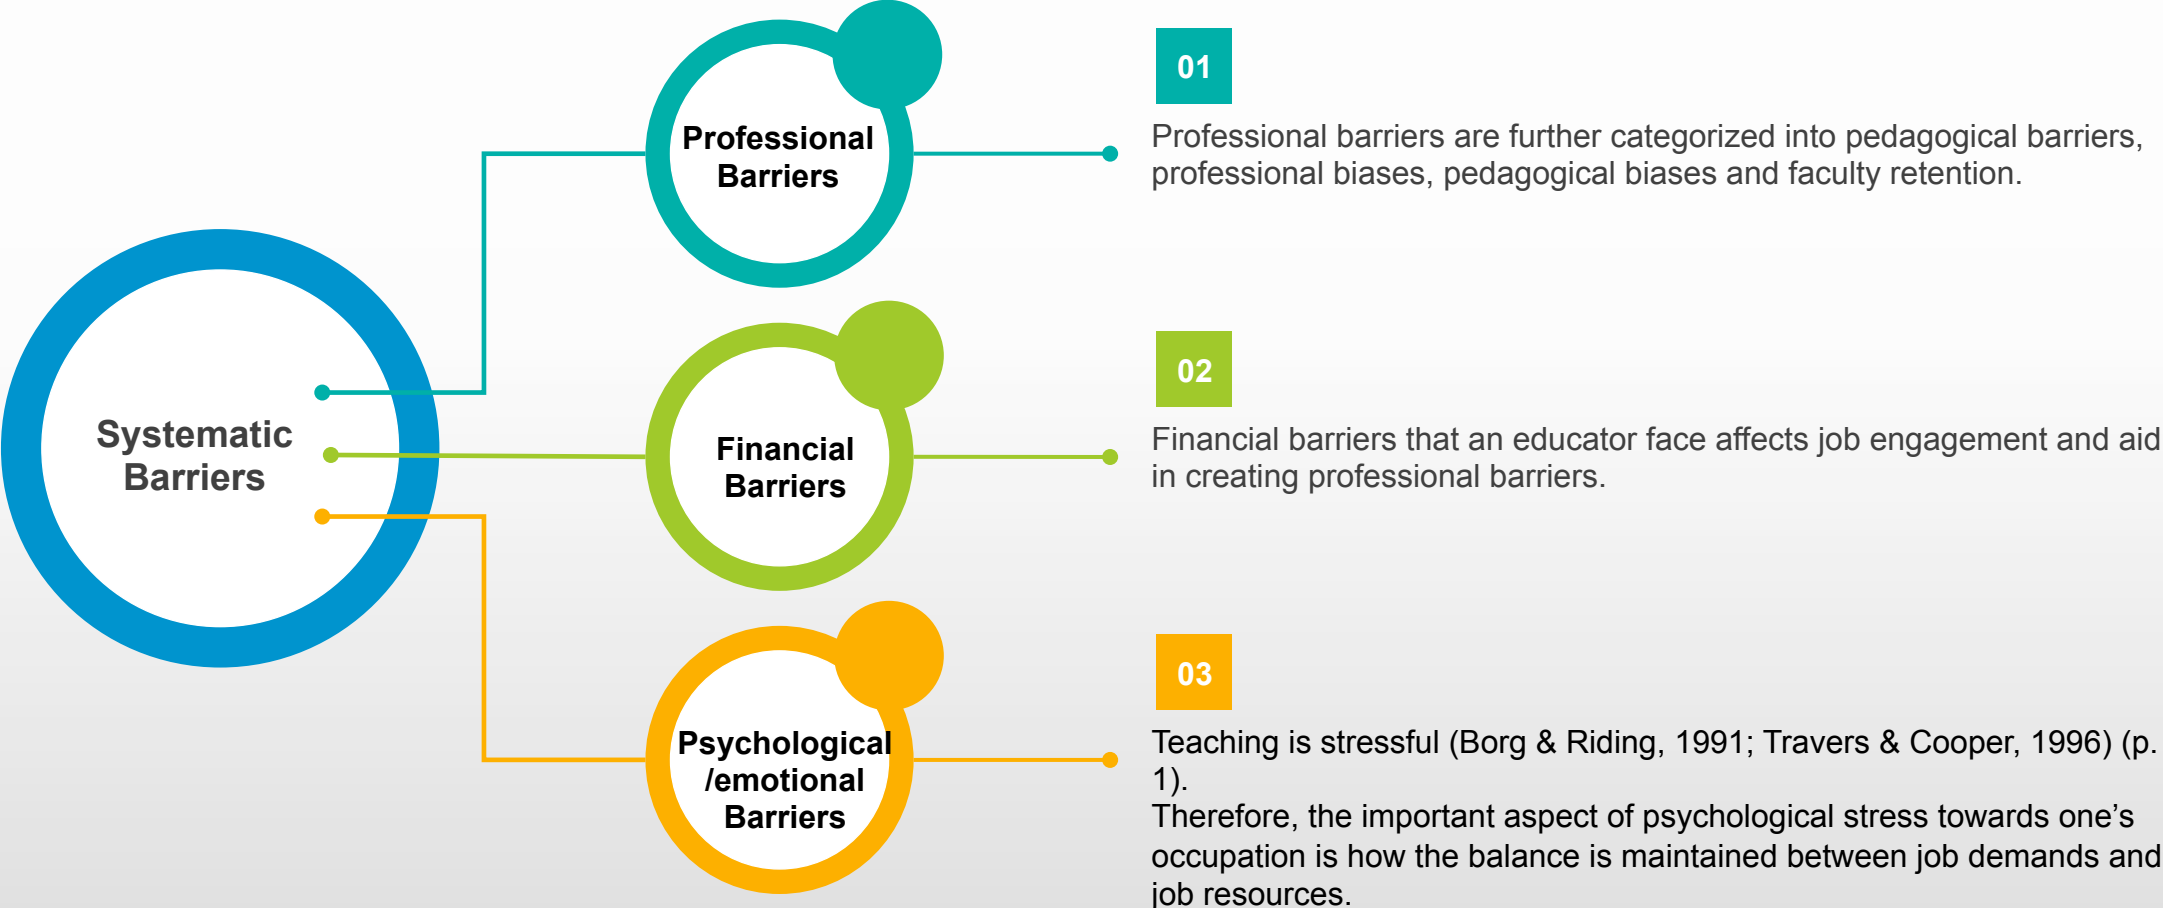 Systematic
Barriers
Professional
Barriers
01
Professional barriers are further categorized into pedagogical barriers,
professional biases, pedagogical biases and faculty retention.
Financial
Barriers
02
Financial barriers that an educator face affects job engagement and aid
in creating professional barriers.
Psychological
/emotional
Barriers
03
Teaching is stressful (Borg & Riding, 1991; Travers & Cooper, 1996) (p.
1).
Therefore, the important aspect of psychological stress towards one’s
occupation is how the balance is maintained between job demands and
job resources.